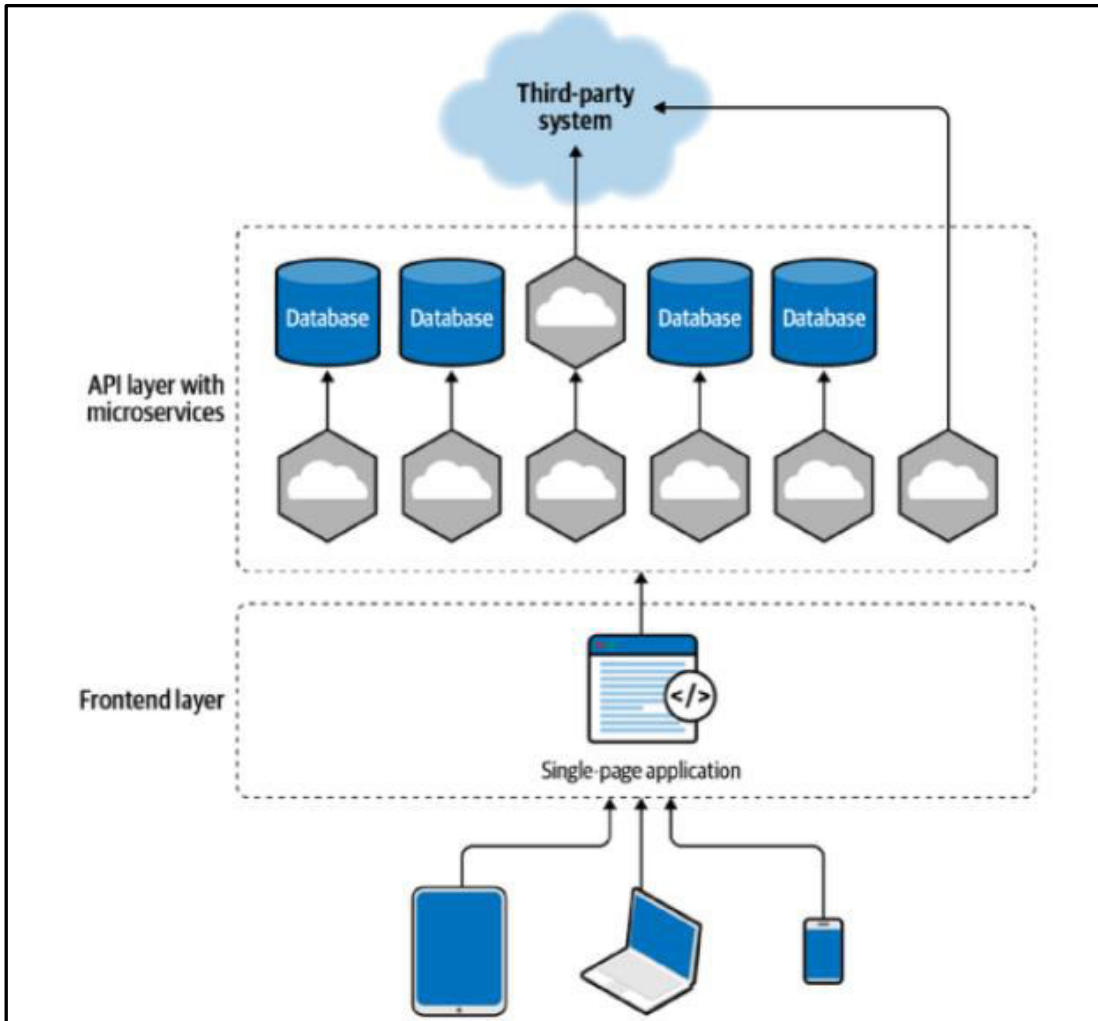 Third-party
system
Database
Database
Database
Database
API layer with
microservices
Frontend layer
</>
Single-page application